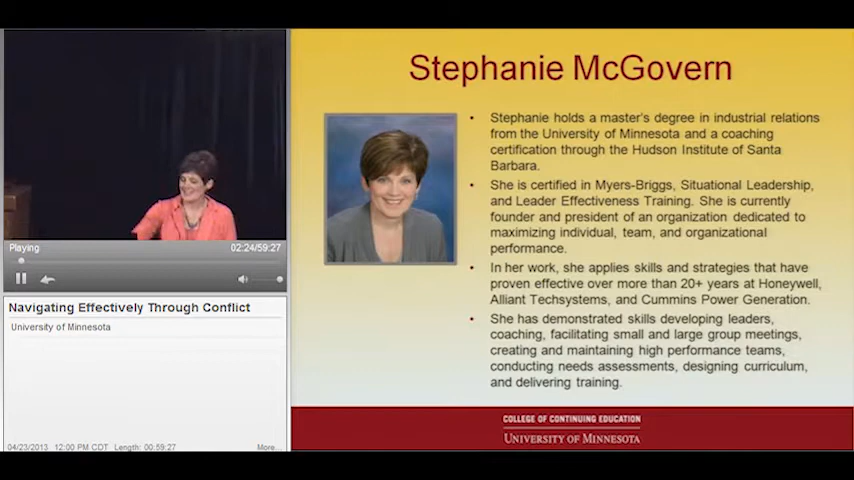 Stephanie McGovern
• Stephanie holds a master's degree in industrial relations
from the University of Minnesota and a coaching
certification through the Hudson Institute of Santa
Barbara.
• She is certified in Myers-Briggs, Situational Leadership,
and Leader Effectiveness Training. She is currently
founder and president of an organization dedicated to
maximizing individual, team, and organizational
performance.
• In her work, she applies skills and strategies that have
proven effective over more than 20+ years at Honeywell,
Alliant Techsystems, and Cummins Power Generation.
• She has demonstrated skills developing leaders,
coaching, facilitating small and large group meetings,
creating and maintaining high performance teams,
conducting needs assessments, designing curriculum,
and delivering training.
COLLEGE OF CONTINUING EDUCATION
UNIVERSITY OF MINNESOTA
Playing 02:24/59:27
Navigating Effectively Through Conflict
University of Minnesota
04/23/2013 12:00 PM CDT Length: 00:59:27 More...